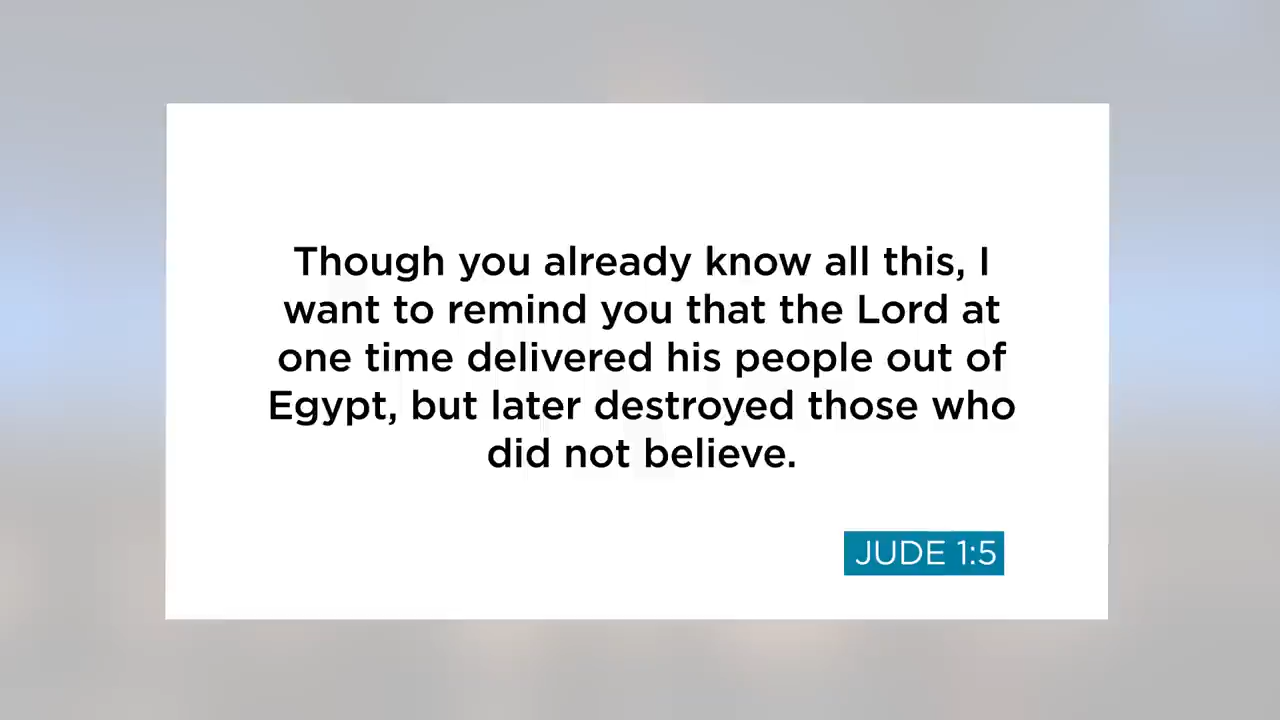 Though you already know all this, I
want to remind you that the Lord at
one time delivered his people out of
Egypt, but later destroyed those who
did not believe.
JUDE 1:5